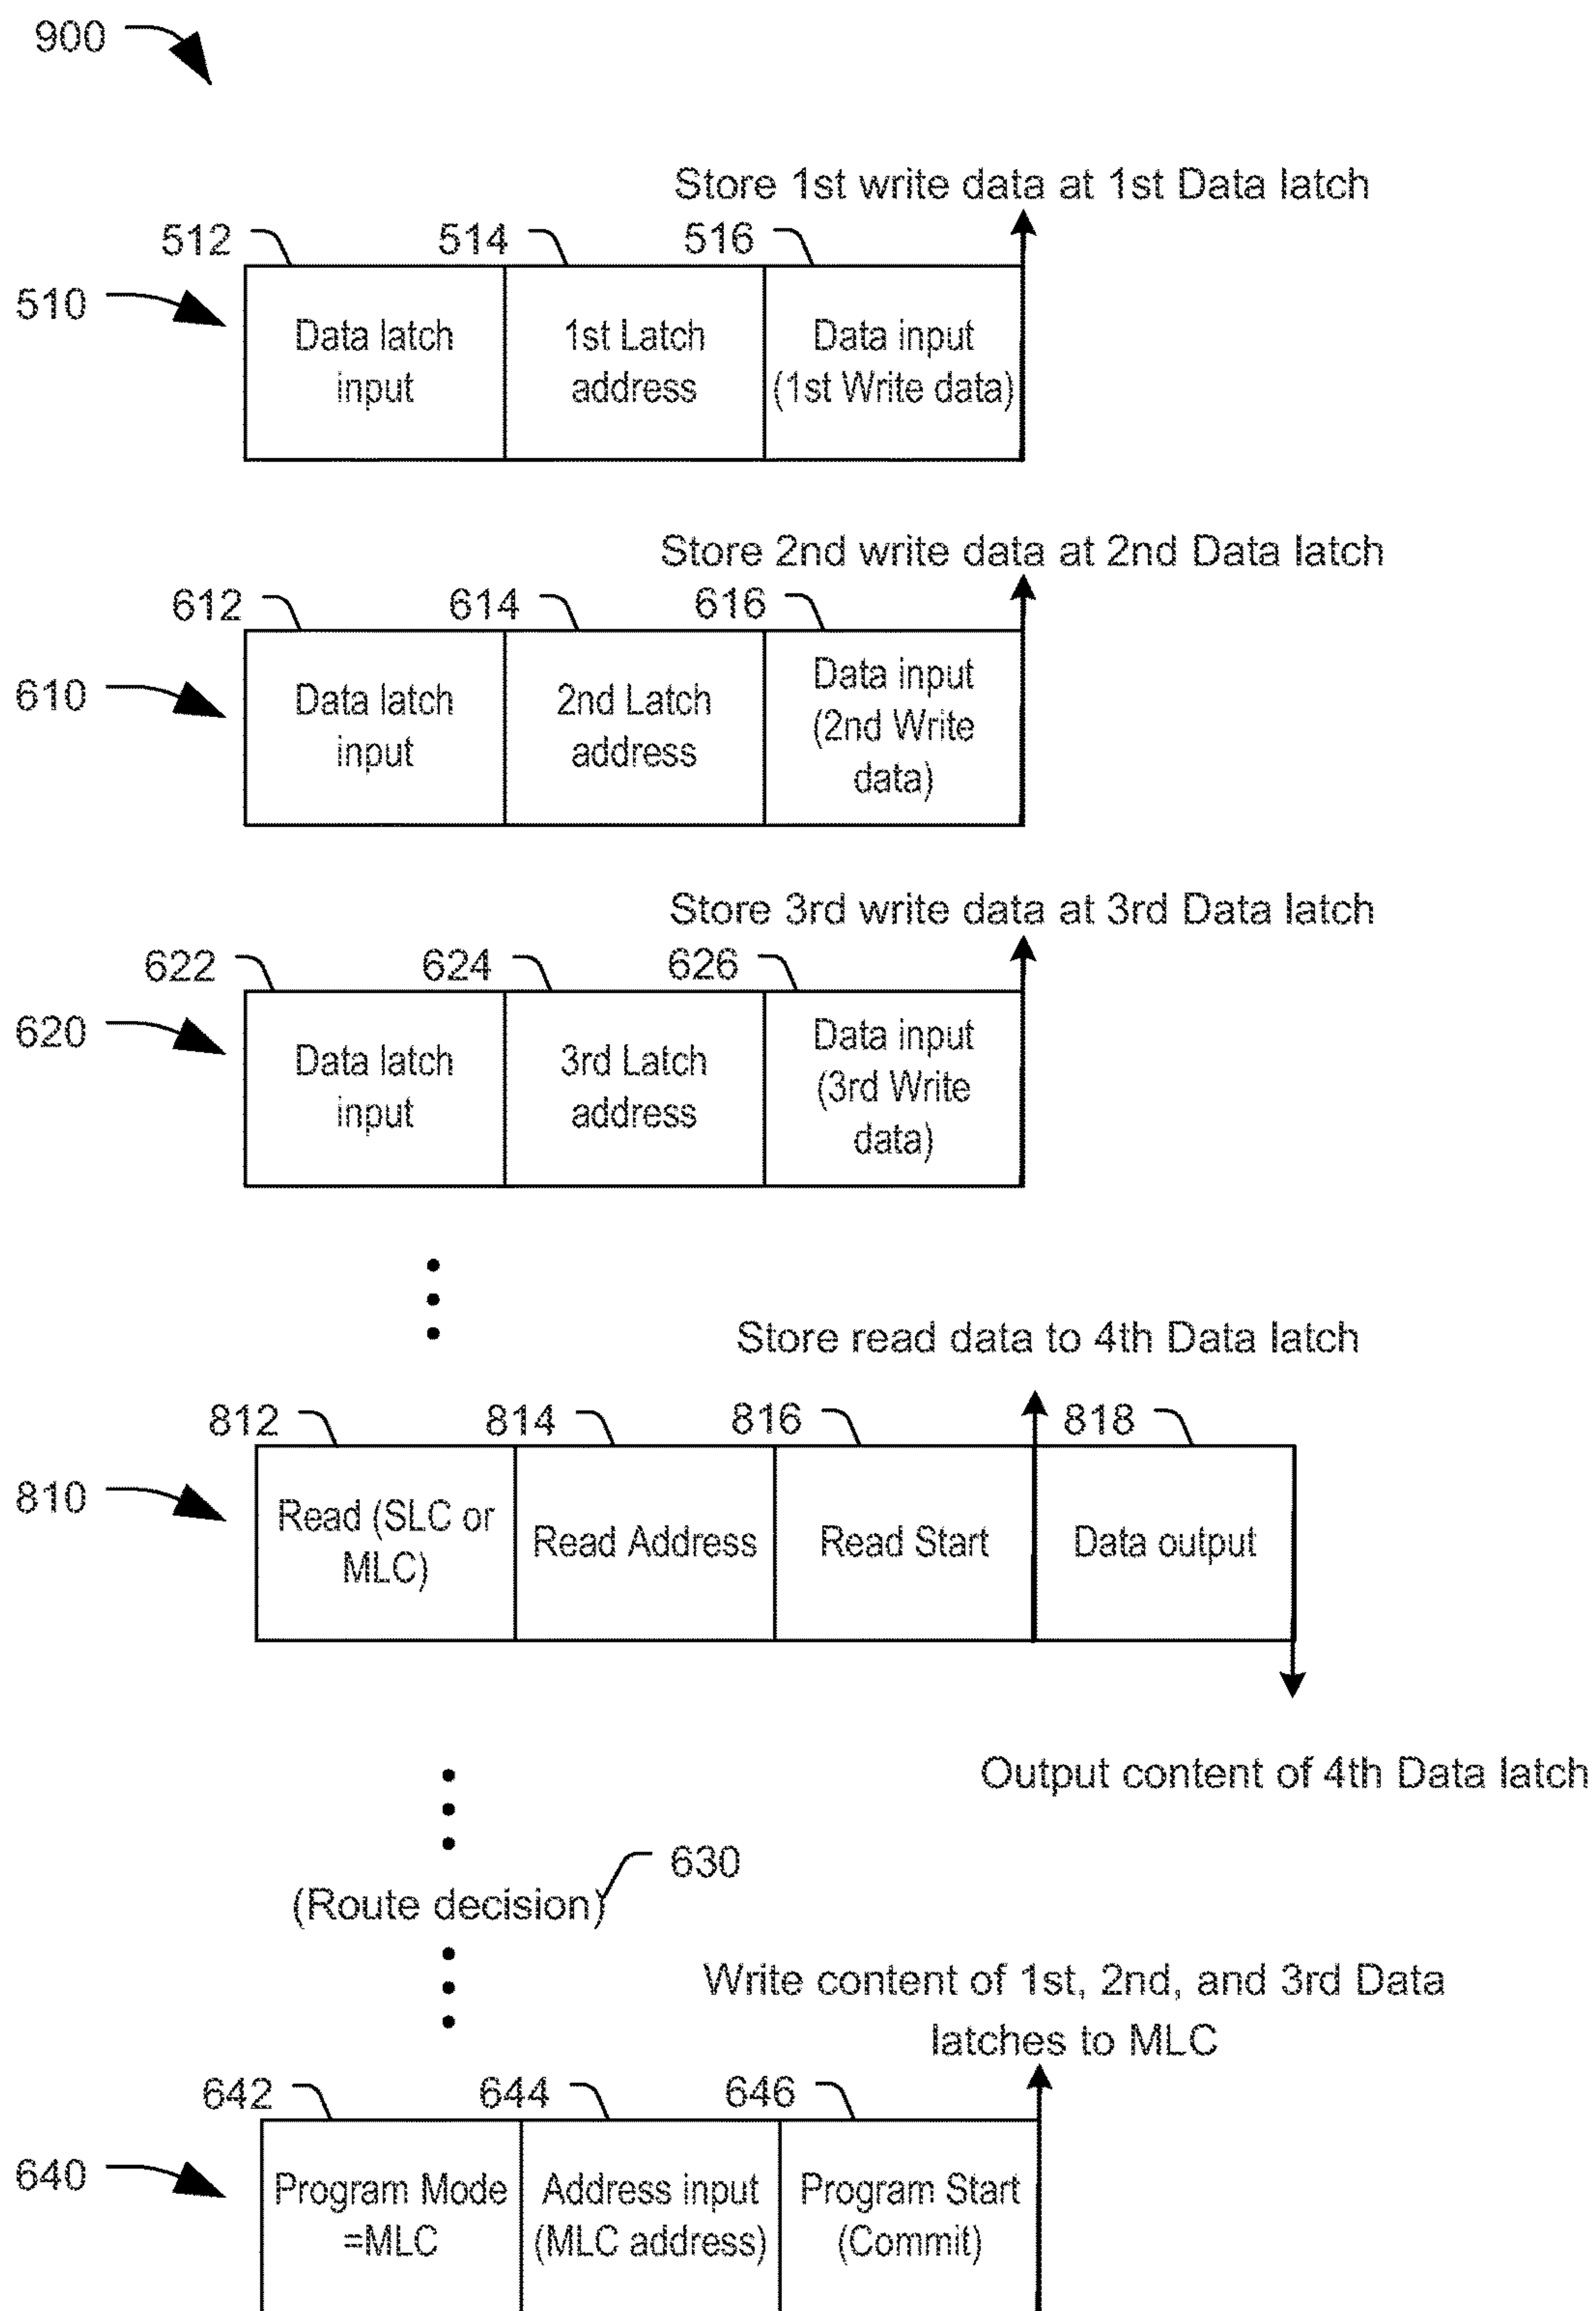 900
Store 1st write data at 1st Data latch
512 514 516
510
Data latch input
1st Latch address
Data input (1st Write data)
Store 2nd write data at 2nd Data latch
612 614 616
610
Data latch input
2nd Latch address
Data input (2nd Write data)
Store 3rd write data at 3rd Data latch
622 624 626
620
Data latch input
3rd Latch address
Data input (3rd Write data)
Store read data to 4th Data latch
812 814 816 818
810
Read (SLC or MLC)
Read Address
Read Start
Data output
Output content of 4th Data latch
630
(Route decision)
Write content of 1st, 2nd, and 3rd Data
latches to MLC
642 644 646
640
Program Mode =MLC
Address input (MLC address)
Program Start (Commit)